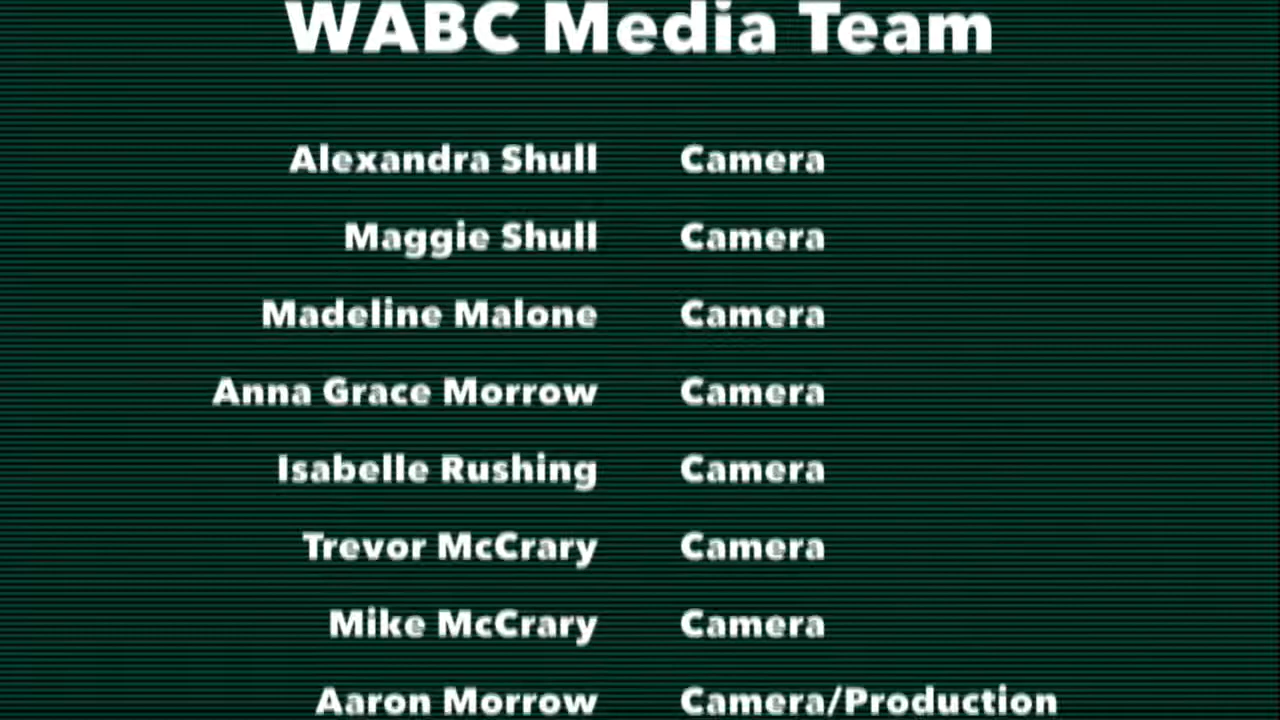 WABC Media Team
Alexandra Shull Camera
Maggie Shull Camera
Madeline Malone Camera
Anna Grace Morrow Camera
Isabelle Rushing Camera
Trevor McCrary Camera
Mike McCrary Camera
Aaron Morrow Camera/Production